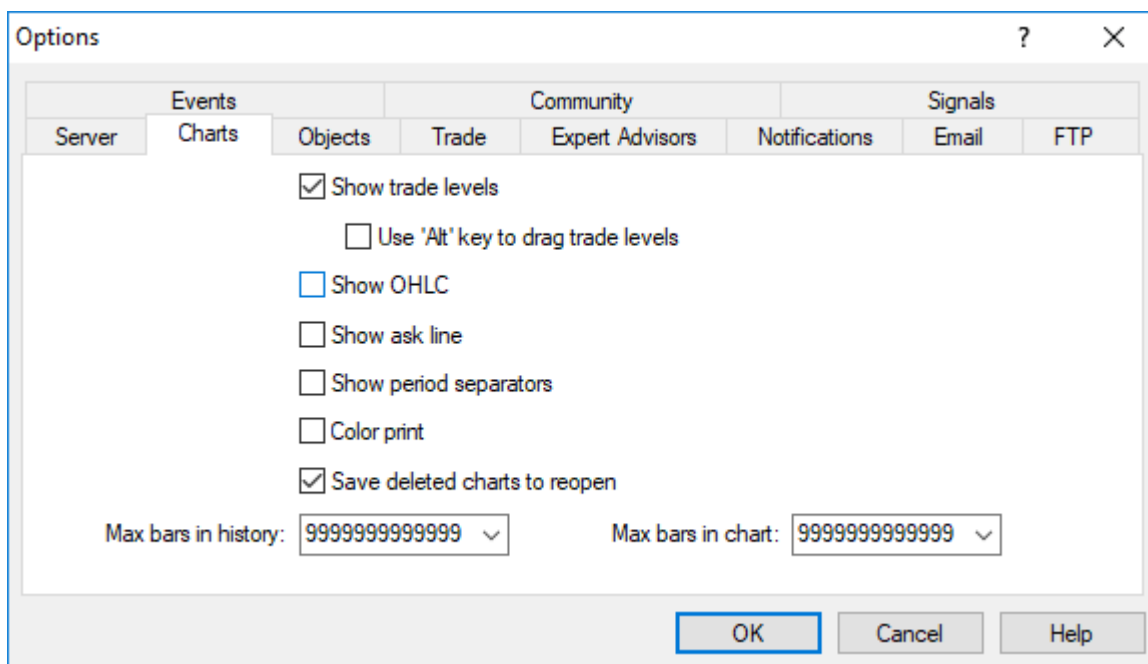 Options
?
Events Community Signals
Server Charts Objects Trade Expert Advisors Notifications Email FTP
Show trade levels
Use 'Alt' key to drag trade levels
Show OHLC
Show ask line
Show period separators
Color print
Save deleted charts to reopen
Max bars in history: 9999999999999 Max bars in chart: 9999999999999
OK Cancel Help